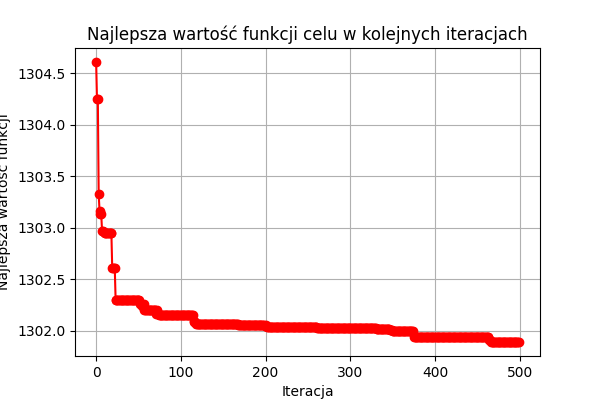 Najlepsza wartość funkcji celu w kolejnych iteracjach
Najlepsza wartość funkcji
1304.5
1304.0
1303.5
1303.0
1302.5
1302.0
0 100 200 300 400 500
Iteracja